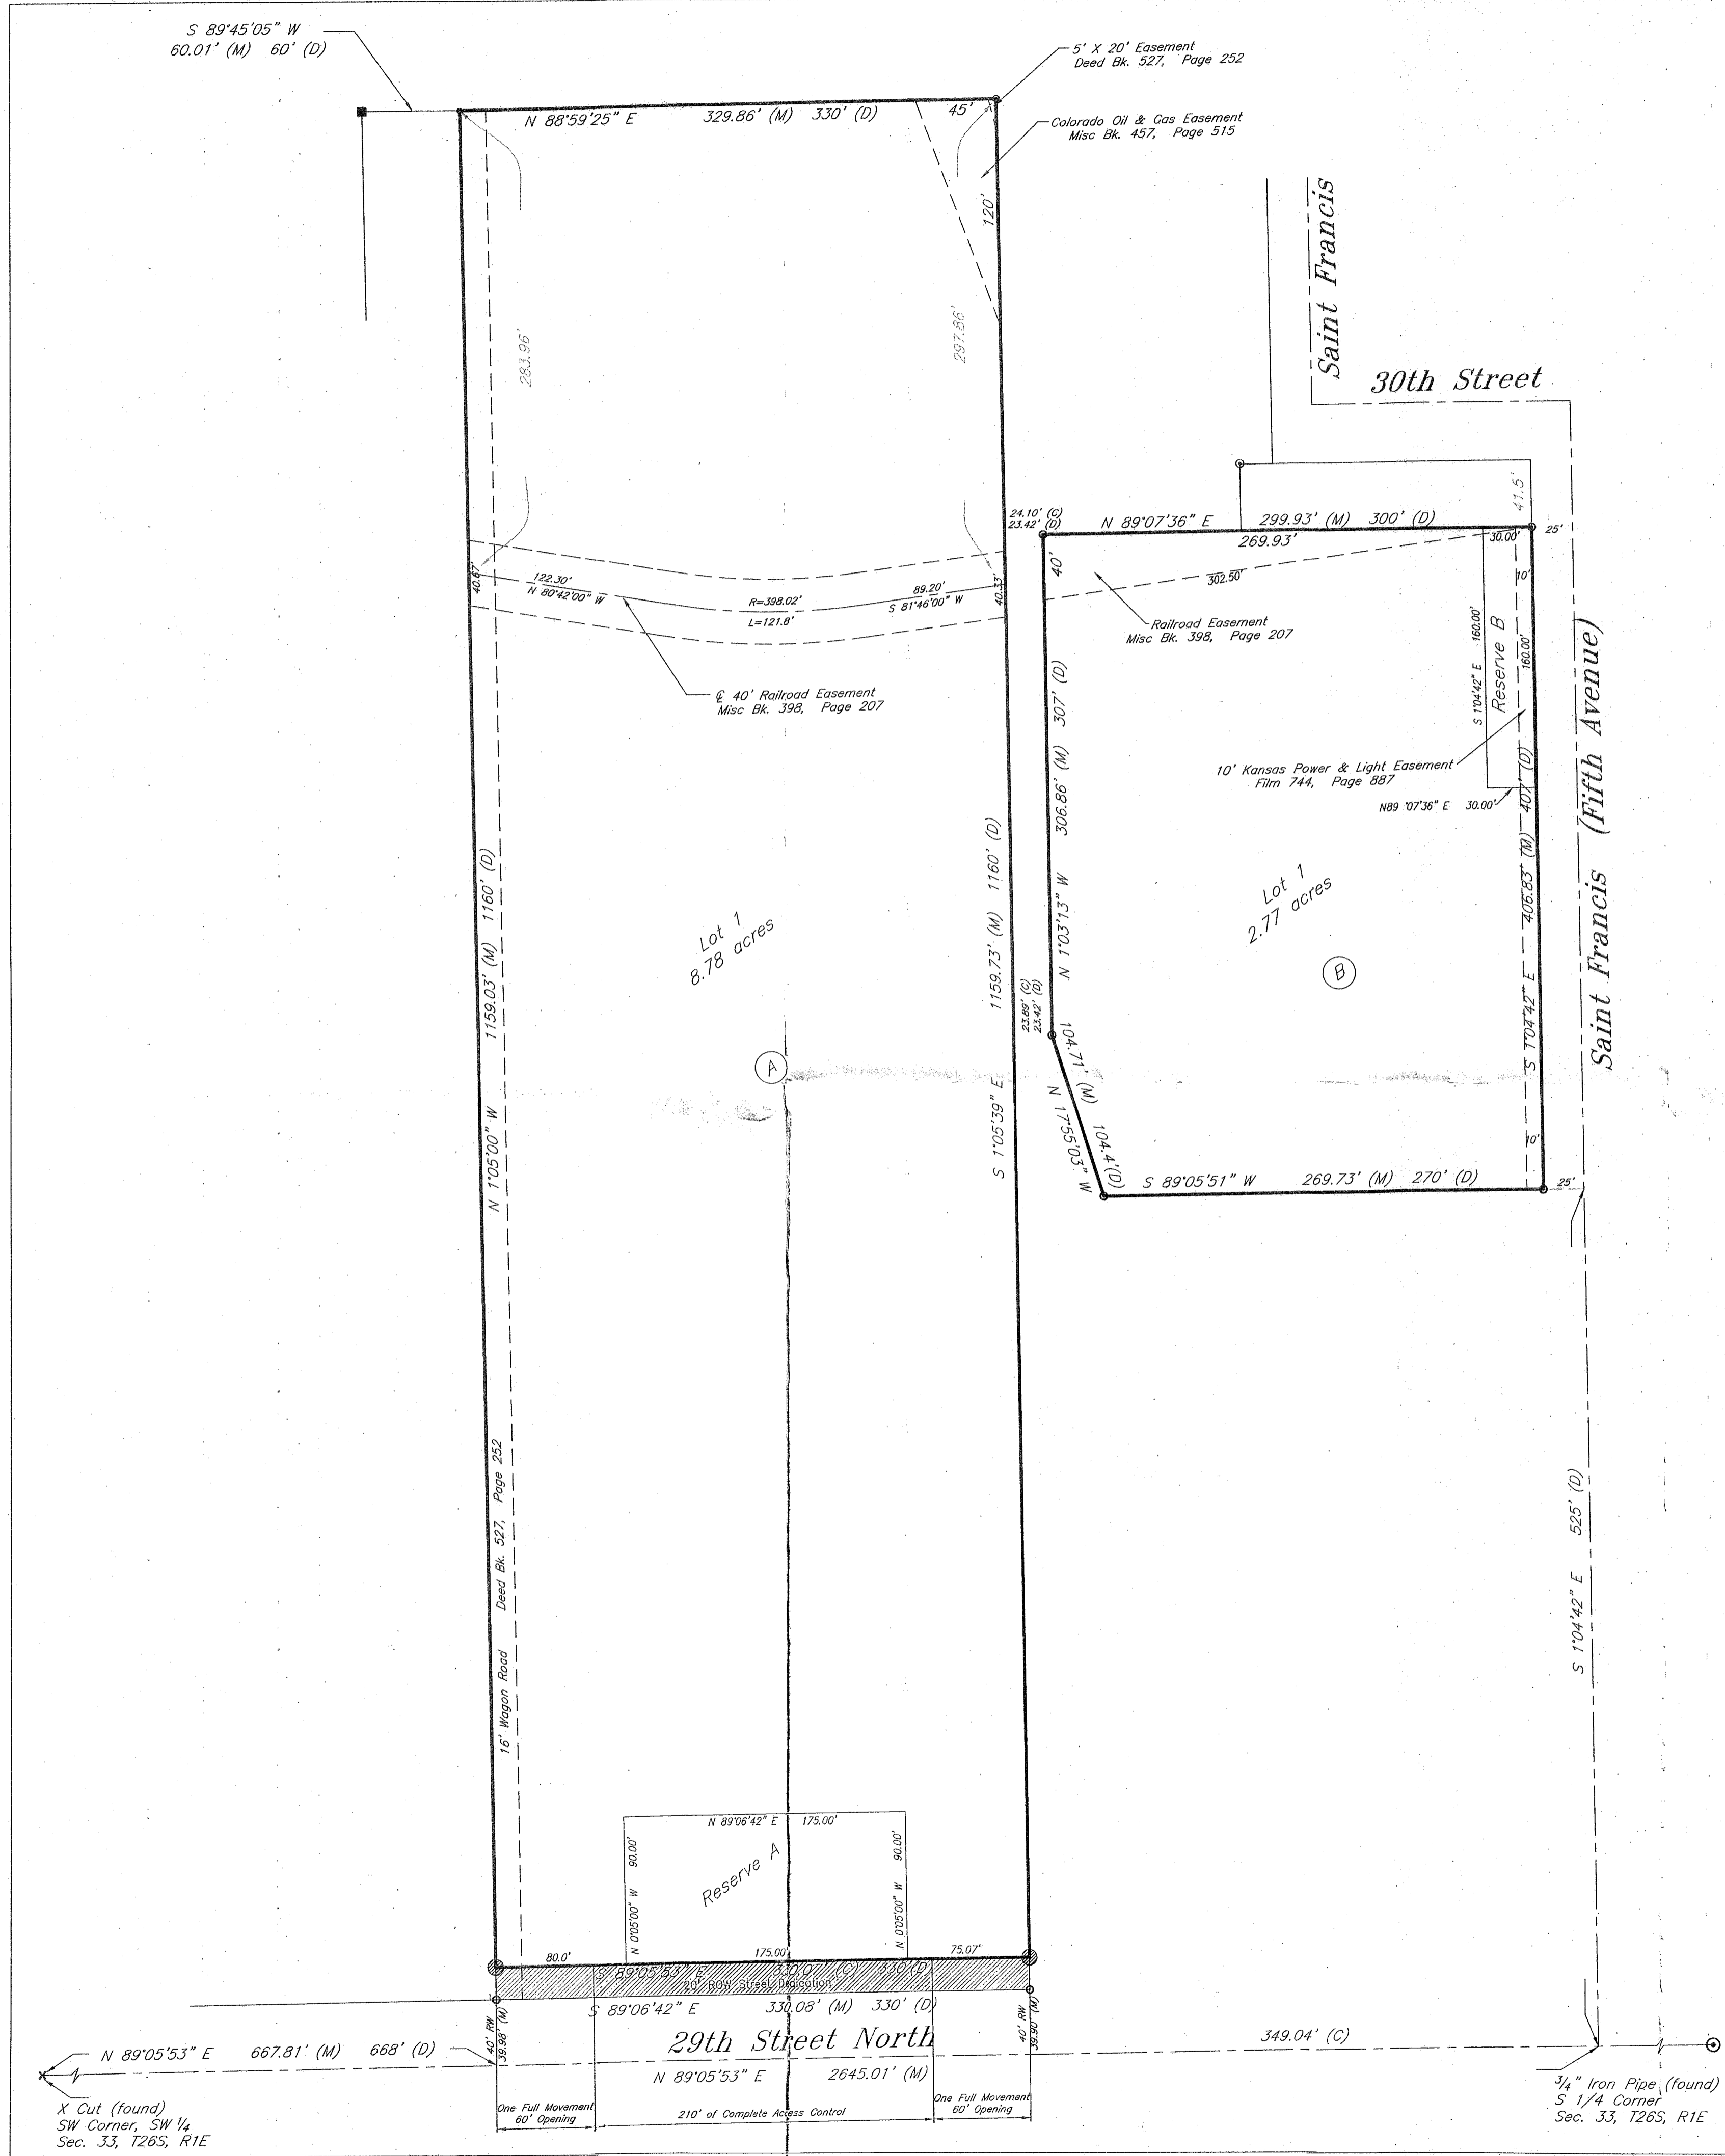 S 89°45'05" W
60.01' (M) 60' (D)
5' X 20' Easement
Deed Bk. 527, Page 252
N 88°59'25" E 329.86' (M) 330' (D)
45'
Colorado Oil & Gas Easement
Misc Bk. 457, Page 515
120'
283.96'
297.86'
Saint Francis
30th Street
41.5'
24.10' (C)
23.42' (D)
N 89°07'36" E 299.93' (M) 300' (D)
25'
269.93'
30.00'
40'
302.50'
10'
40.67'
122.30'
N 80°42'00" W
R=398.02'
L=121.8'
89.20'
S 81°46'00" W
40.33'
Railroad Easement
Misc Bk. 398, Page 207
S 1°04'42" E 160.00'
Reserve B
160.00'
₵ 40' Railroad Easement
Misc Bk. 398, Page 207
10' Kansas Power & Light Easement
Film 744, Page 887
N89°07'36" E 30.00'
N 1°03'13" W 306.86' (M) 307' (D)
S 1°04'42" E 406.83' (M) 407' (D)
Saint Francis (Fifth Avenue)
N 1°05'00" W 1159.03' (M) 1160' (D)
S 1°05'39" E 1159.73' (M) 1160' (D)
Lot 1
8.78 acres
A
Lot 1
2.77 acres
B
23.89' (C)
23.42' (D)
104.71' (M) 104.4'(D)
N 17°55'03" W
10'
S 89°05'51" W 269.73' (M) 270' (D)
25'
16' Wagon Road Deed Bk. 527, Page 252
S 1°04'42" E 525' (D)
N 89°06'42" E 175.00'
N 0°05'00" W 90.00'
Reserve A
N 0°05'00" W 90.00'
80.0'
175.00'
75.07'
S 89°05'53" E 330.07' (C) 330' (D)
20' ROW Street Dedication
S 89°06'42" E 330.08' (M) 330' (D)
40' RW
39.98' (M)
40' RW
39.90' (M)
29th Street North
349.04' (C)
N 89°05'53" E 667.81' (M) 668' (D)
N 89°05'53" E 2645.01' (M)
One Full Movement
60' Opening
210' of Complete Access Control
One Full Movement
60' Opening
X Cut (found)
SW Corner, SW 1/4
Sec. 33, T26S, R1E
3/4" Iron Pipe (found)
S 1/4 Corner
Sec. 33, T26S, R1E